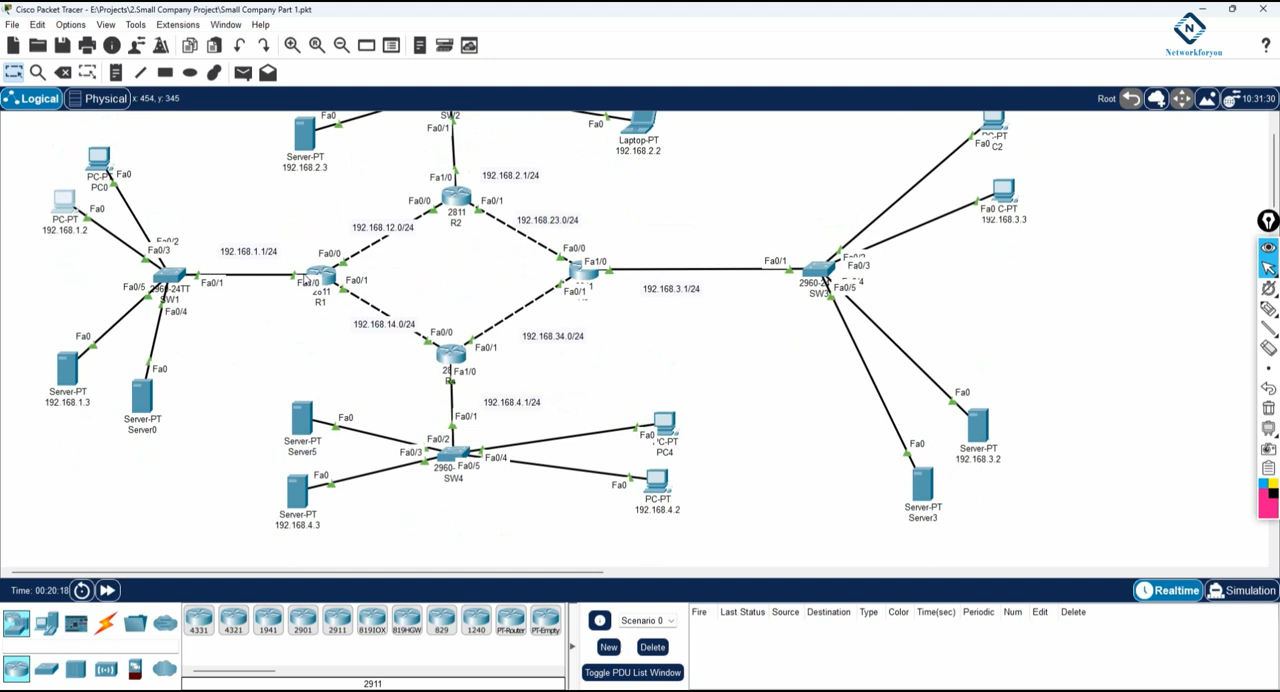 Cisco Packet Tracer - E:\Projects\2.Small Company Project\Small Company Part 1.pkt
File Edit Options View Tools Extensions Window Help
Networkforyou
Logical Physical x: 454, y: 345
Root 10:31:30
Fa0
Server-PT
192.168.2.3
SW2
Fa0/1
Fa0
Laptop-PT
192.168.2.2
Fa0
C2
PC0
Fa0
PC-PT
192.168.1.2
Fa0
Fa0/3
192.168.1.1/24
Fa0/5
SW1
Fa0/1
Fa0/4
Fa0
Server-PT
192.168.1.3
Fa0
Server-PT
Server0
Fa1/0
192.168.2.1/24
Fa0/0
Fa0/1
2811
R2
192.168.12.0/24
192.168.23.0/24
Fa0/0
Fa0/1
R1
192.168.14.0/24
Fa0/0
Fa1/0
Fa0/1
192.168.34.0/24
192.168.3.1/24
Fa0/1
Fa0/3
Fa0/5
Fa0
192.168.3.3
Fa0/0
Fa0/1
Fa1/0
192.168.4.1/24
Fa0/1
Fa0/2
Fa0/3
Fa0/4
Fa0/5
SW4
Fa0
Server-PT
Server5
Fa0
Server-PT
192.168.4.3
Fa0
PC4
Fa0
PC-PT
192.168.4.2
Fa0
Server-PT
192.168.3.2
Fa0
Server-PT
Server3
Time: 00:20:18
Realtime Simulation
4331 4321 1941 2901 2911 819IOX 819HGW 829 1240 PT-Router PT-Empty
2911
Scenario 0
New Delete
Toggle PDU List Window
Fire Last Status Source Destination Type Color Time(sec) Periodic Num Edit Delete